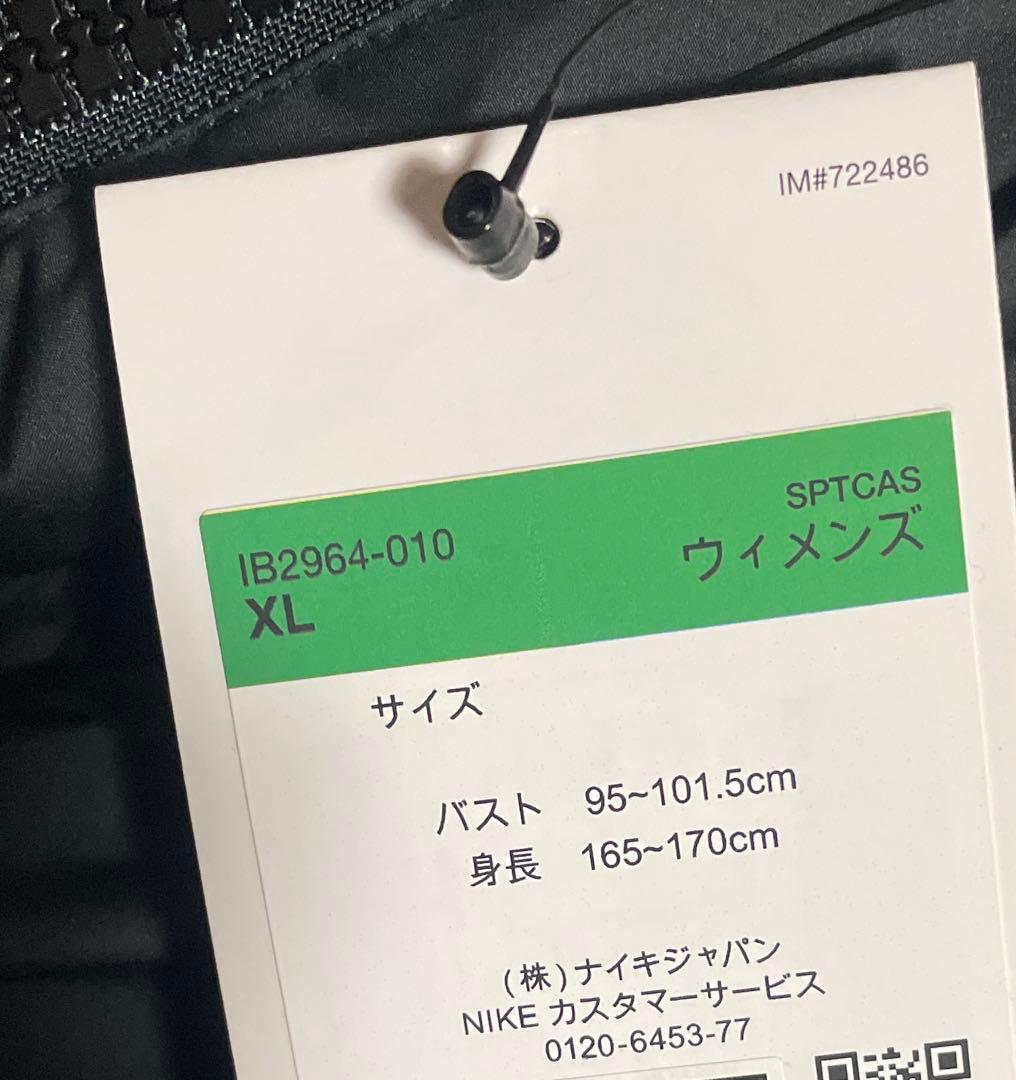 IM#722486
SPTCAS
IB2964-010 ウィメンズ
XL
サイズ
バスト 95~101.5cm
身長 165~170cm
(株)ナイキジャパン
NIKE カスタマーサービス
0120-6453-77